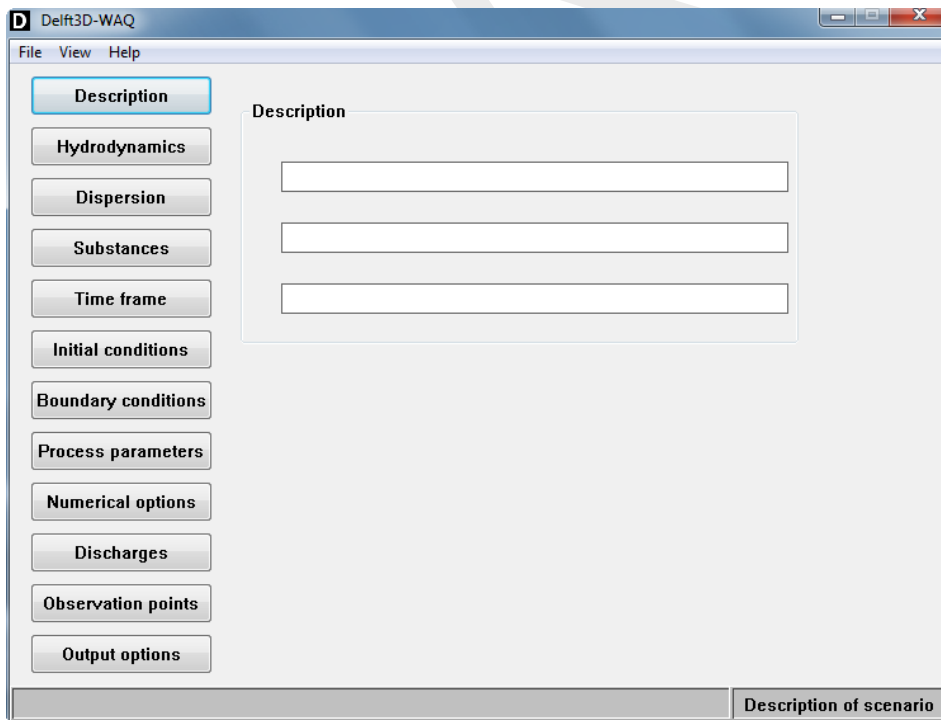 D Delft3D-WAQ
File View Help
Description
Hydrodynamics
Dispersion
Substances
Time frame
Initial conditions
Boundary conditions
Process parameters
Numerical options
Discharges
Observation points
Output options
Description
Description of scenario